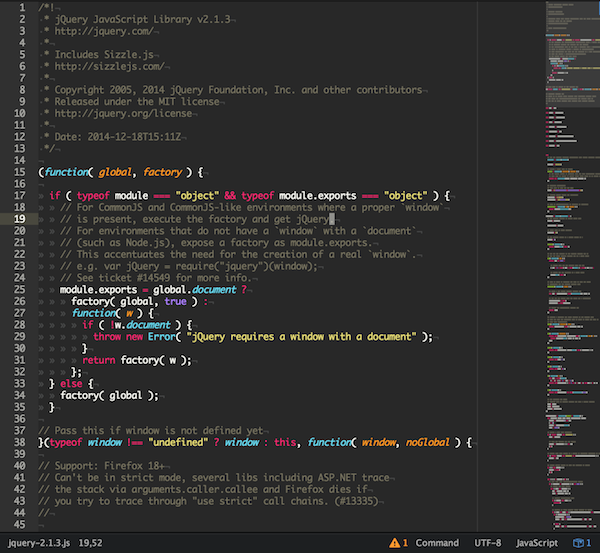 1 /*!
2  * jQuery JavaScript Library v2.1.3
3  * http://jquery.com/
4  *
5  * Includes Sizzle.js
6  * http://sizzlejs.com/
7  *
8  * Copyright 2005, 2014 jQuery Foundation, Inc. and other contributors
9  * Released under the MIT license
10  * http://jquery.org/license
11  *
12  * Date: 2014-12-18T15:11Z
13  */
14
15 (function( global, factory ) {
16
17 if ( typeof module === "object" && typeof module.exports === "object" ) {
18 // For CommonJS and CommonJS-like environments where a proper `window`
19 // is present, execute the factory and get jQuery
20 // For environments that do not have a `window` with a `document`
21 // (such as Node.js), expose a factory as module.exports.
22 // This accentuates the need for the creation of a real `window`.
23 // e.g. var jQuery = require("jquery")(window);
24 // See ticket #14549 for more info.
25 module.exports = global.document ?
26 factory( global, true ) :
27 function( w ) {
28 if ( !w.document ) {
29 throw new Error( "jQuery requires a window with a document" );
30 }
31 return factory( w );
32 };
33 } else {
34 factory( global );
35 }
36
37 // Pass this if window is not defined yet
38 }(typeof window !== "undefined" ? window : this, function( window, noGlobal ) {
39
40 // Support: Firefox 18+
41 // Can't be in strict mode, several libs including ASP.NET trace
42 // the stack via arguments.caller.callee and Firefox dies if
43 // you try to trace through "use strict" call chains. (#13335)
44 //
45
jquery-2.1.3.js 19,52 1 Command UTF-8 JavaScript 1